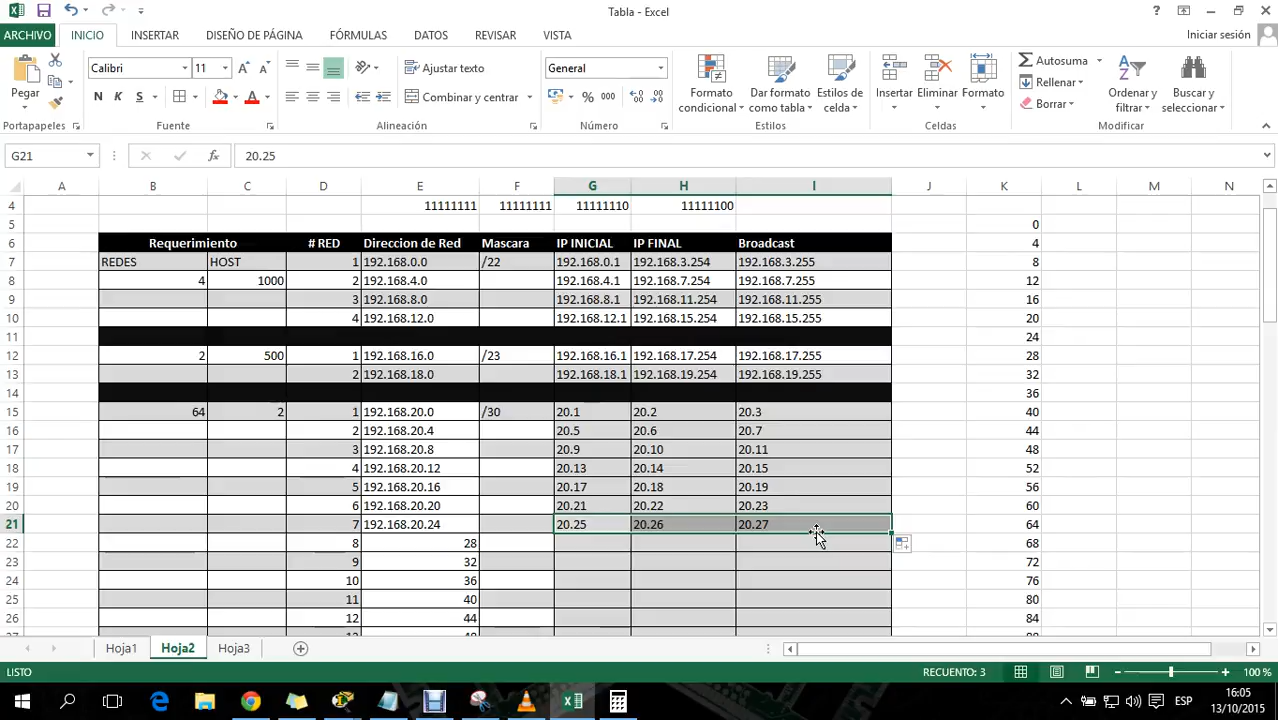 Tabla - Excel
?
ARCHIVO INICIO INSERTAR DISEÑO DE PÁGINA FÓRMULAS DATOS REVISAR VISTA Iniciar sesión
Pegar
Portapapeles
Calibri 11 A A
N K S A
Fuente
Ajustar texto
Combinar y centrar
Alineación
General
% 000
Número
Formato condicional
Dar formato como tabla
Estilos de celda
Estilos
Insertar Eliminar Formato
Celdas
Autosuma
Rellenar
Borrar
Ordenar y filtrar
Buscar y seleccionar
Modificar
G21 fx 20.25
A B C D E F G H I J K L M N
4 11111111 11111111 11111110 11111100
5 0
6 Requerimiento # RED Direccion de Red Mascara IP INICIAL IP FINAL Broadcast 4
7 REDES HOST 1 192.168.0.0 /22 192.168.0.1 192.168.3.254 192.168.3.255 8
8 4 1000 2 192.168.4.0 192.168.4.1 192.168.7.254 192.168.7.255 12
9 3 192.168.8.0 192.168.8.1 192.168.11.254 192.168.11.255 16
10 4 192.168.12.0 192.168.12.1 192.168.15.254 192.168.15.255 20
11 24
12 2 500 1 192.168.16.0 /23 192.168.16.1 192.168.17.254 192.168.17.255 28
13 2 192.168.18.0 192.168.18.1 192.168.19.254 192.168.19.255 32
14 36
15 64 2 1 192.168.20.0 /30 20.1 20.2 20.3 40
16 2 192.168.20.4 20.5 20.6 20.7 44
17 3 192.168.20.8 20.9 20.10 20.11 48
18 4 192.168.20.12 20.13 20.14 20.15 52
19 5 192.168.20.16 20.17 20.18 20.19 56
20 6 192.168.20.20 20.21 20.22 20.23 60
21 7 192.168.20.24 20.25 20.26 20.27 64
22 8 28 68
23 9 32 72
24 10 36 76
25 11 40 80
26 12 44 84
Hoja1 Hoja2 Hoja3
LISTO RECUENTO: 3 100 %
ESP
16:05
13/10/2015